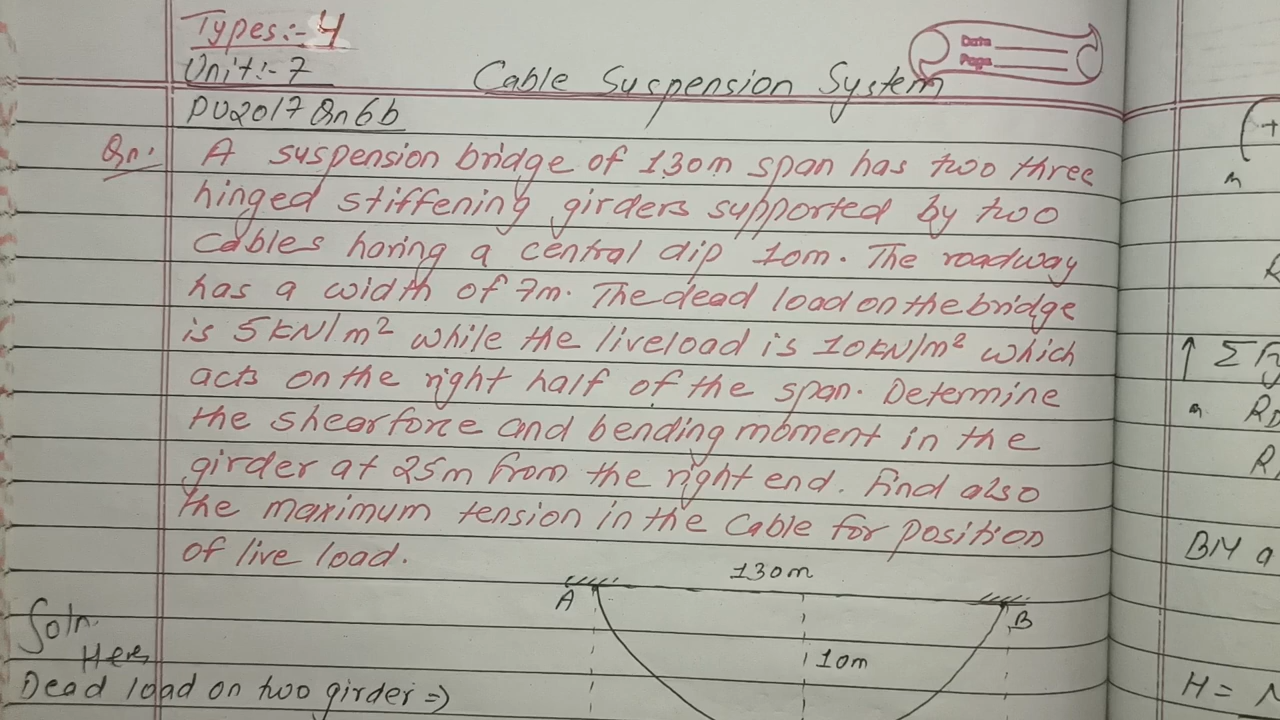 Types:- 4
Unit:- 7
Cable Suspension System
Date
Page
PU2017 Qn6b
Qn:
A suspension bridge of 130m span has two three
hinged stiffening girders supported by two
cables having a central dip 10m. The roadway
has a width of 7m. The dead load on the bridge
is 5kN/m² while the liveload is 10kN/m² which
acts on the right half of the span. Determine
the shearforce and bending moment in the
girder at 25m from the right end. Find also
the maximum tension in the cable for position
of live load.
130m
A
B
10m
Soln
Here,
Dead load on two girder =)
(+
↑ ΣF
R
BM a
H =